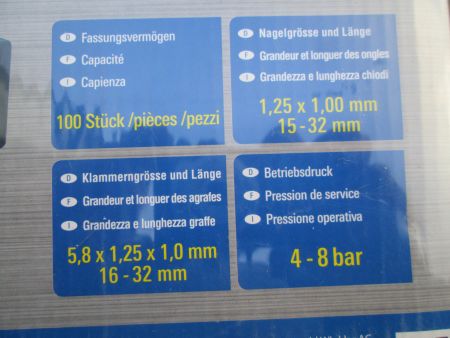 D Fassungsvermögen
F Capacité
I Capienza
100 Stück /pièces /pezzi
D Nagelgrösse und Länge
F Grandeur et longuer des ongles
I Grandezza e lunghezza chiodi
1,25 x 1,00 mm
15 - 32 mm
D Klammerngrösse und Länge
F Grandeur et longuer des agrafes
I Grandezza e lunghezza graffe
5,8 x 1,25 x 1,0 mm
16 - 32 mm
D Betriebsdruck
F Pression de service
I Pressione operativa
4 - 8 bar
AG